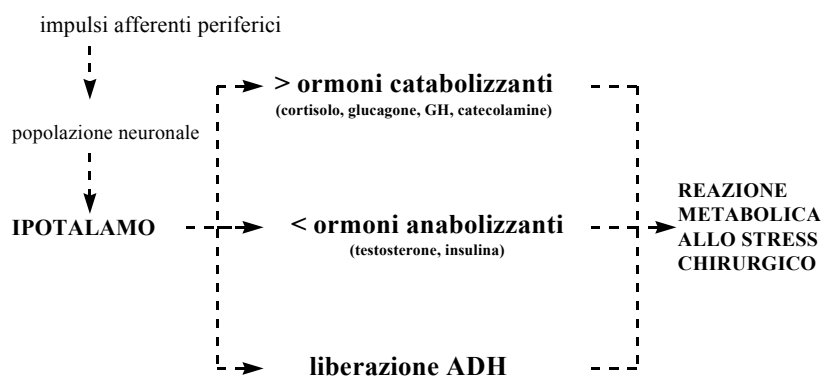 impulsi afferenti periferici
> ormoni catabolizzanti
(cortisolo, glucagone, GH, catecolamine)
popolazione neuronale
IPOTALAMO
< ormoni anabolizzanti
(testosterone, insulina)
REAZIONE
METABOLICA
ALLO STRESS
CHIRURGICO
liberazione ADH